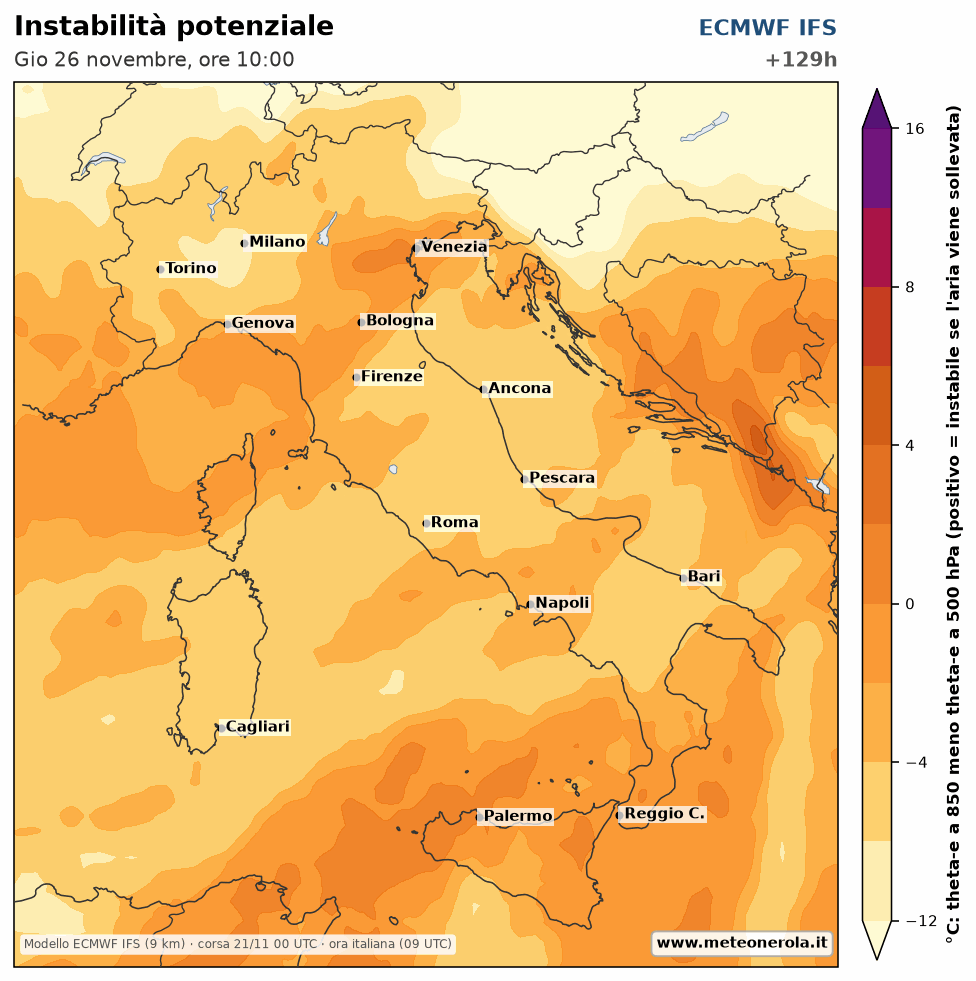 Instabilità potenziale
ECMWF IFS
Gio 26 novembre, ore 10:00
+129h
Milano
Venezia
Torino
Genova
Bologna
Firenze
Ancona
Pescara
Roma
Bari
Napoli
Cagliari
Palermo
Reggio C.
16
8
4
0
−4
−12
°C: theta-e a 850 meno theta-e a 500 hPa (positivo = instabile se l'aria viene sollevata)
Modello ECMWF IFS (9 km) · corsa 21/11 00 UTC · ora italiana (09 UTC)
www.meteonerola.it